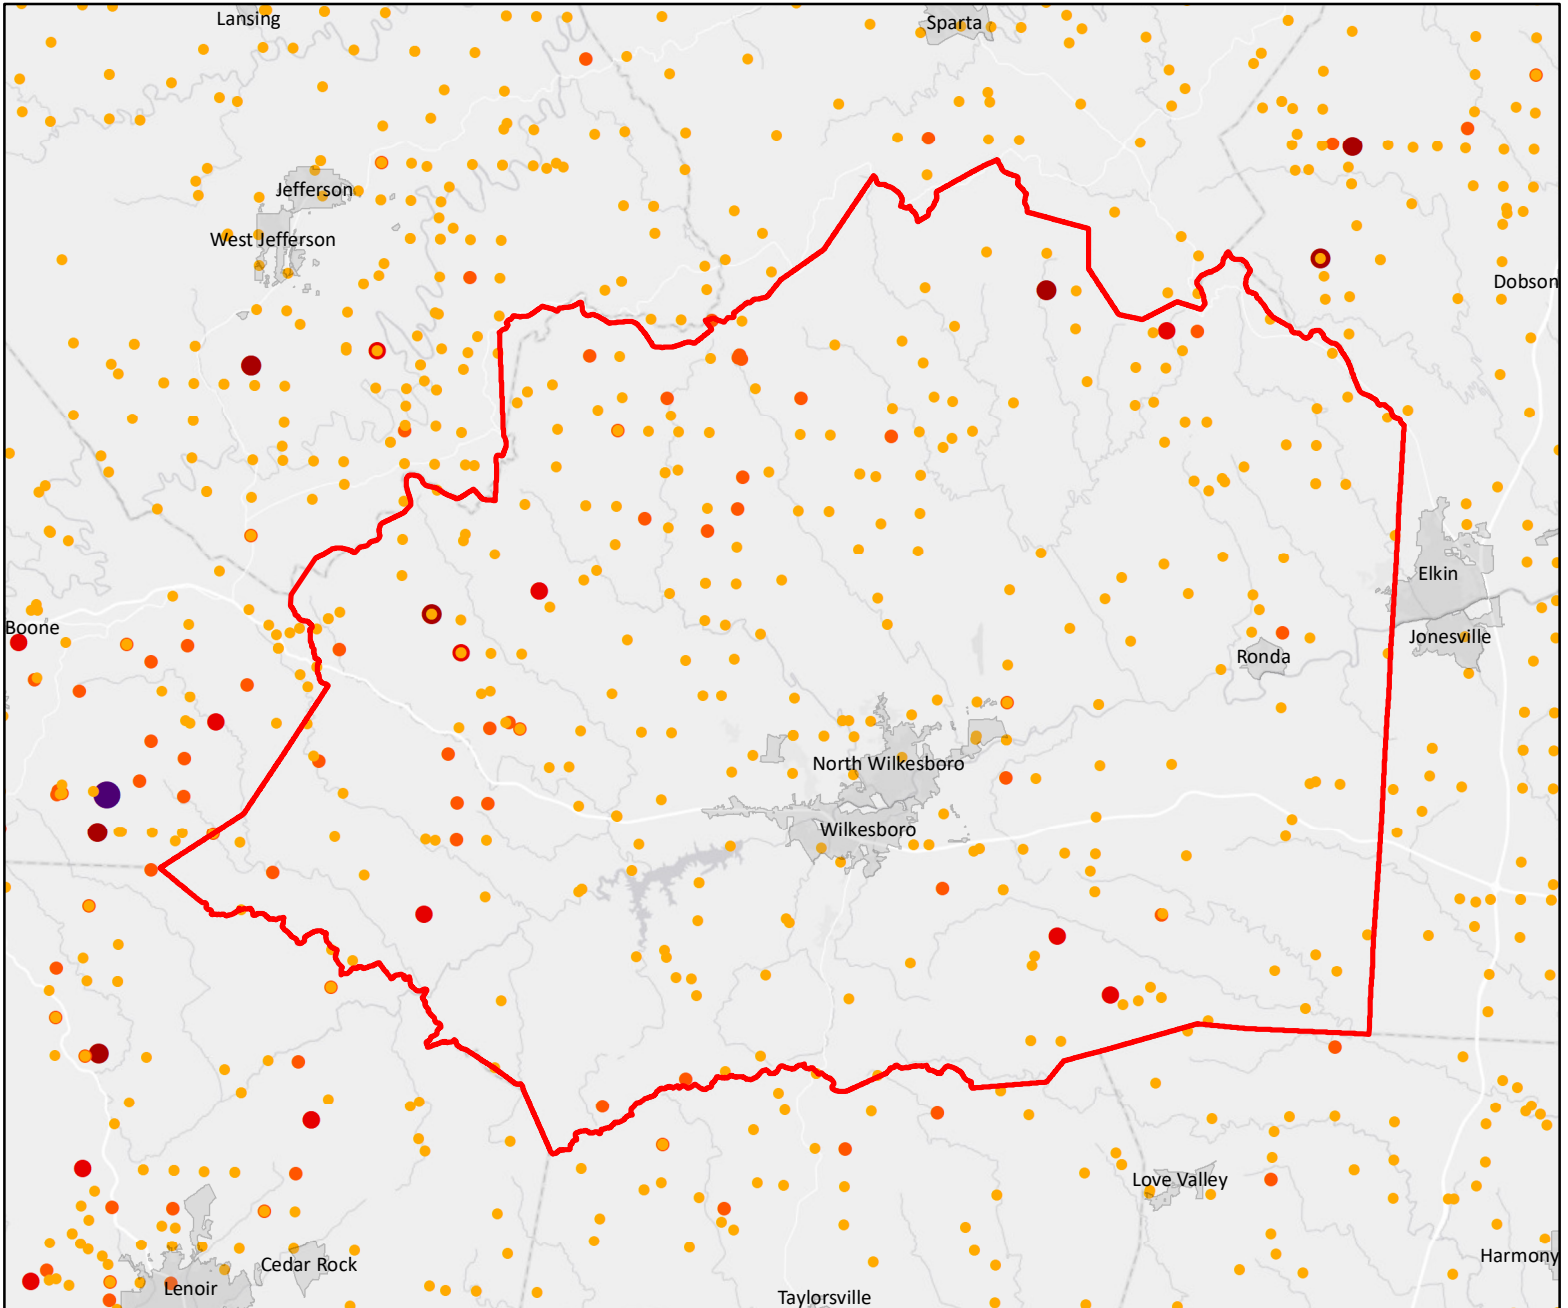 Lansing
Sparta
Jefferson
West Jefferson
Dobson
Elkin
Boone
Jonesville
Ronda
North Wilkesboro
Wilkesboro
Love Valley
Harmony
Cedar Rock
Lenoir
Taylorsville